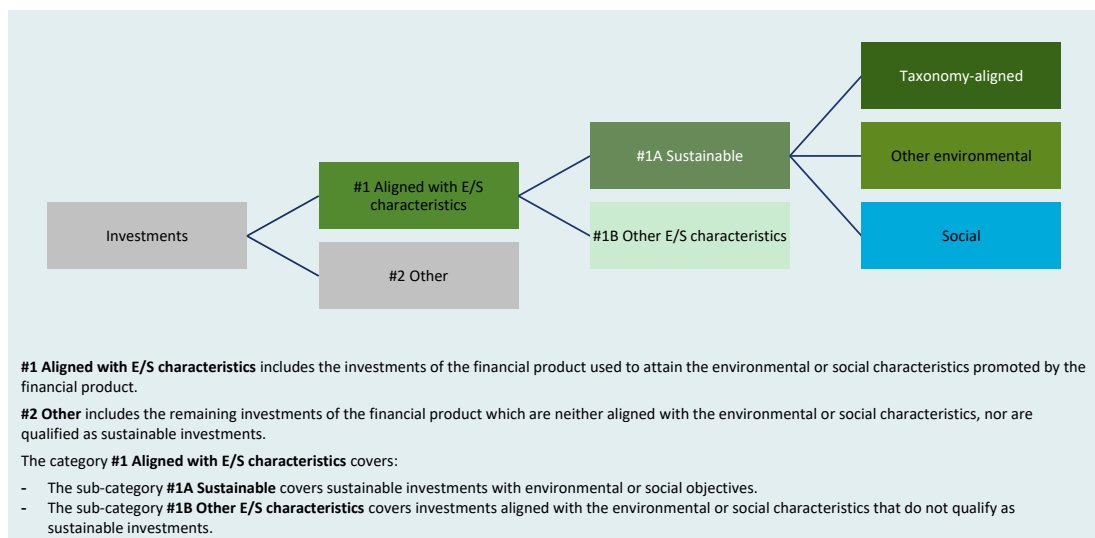 Taxonomy-aligned
#1A Sustainable
Other environmental
#1 Aligned with E/S
characteristics
Investments
#1B Other E/S characteristics
Social
#2 Other
#1 Aligned with E/S characteristics includes the investments of the financial product used to attain the environmental or social characteristics promoted by the
financial product.
#2 Other includes the remaining investments of the financial product which are neither aligned with the environmental or social characteristics, nor are
qualified as sustainable investments.
The category #1 Aligned with E/S characteristics covers:
- The sub-category #1A Sustainable covers sustainable investments with environmental or social objectives.
- The sub-category #1B Other E/S characteristics covers investments aligned with the environmental or social characteristics that do not qualify as
sustainable investments.